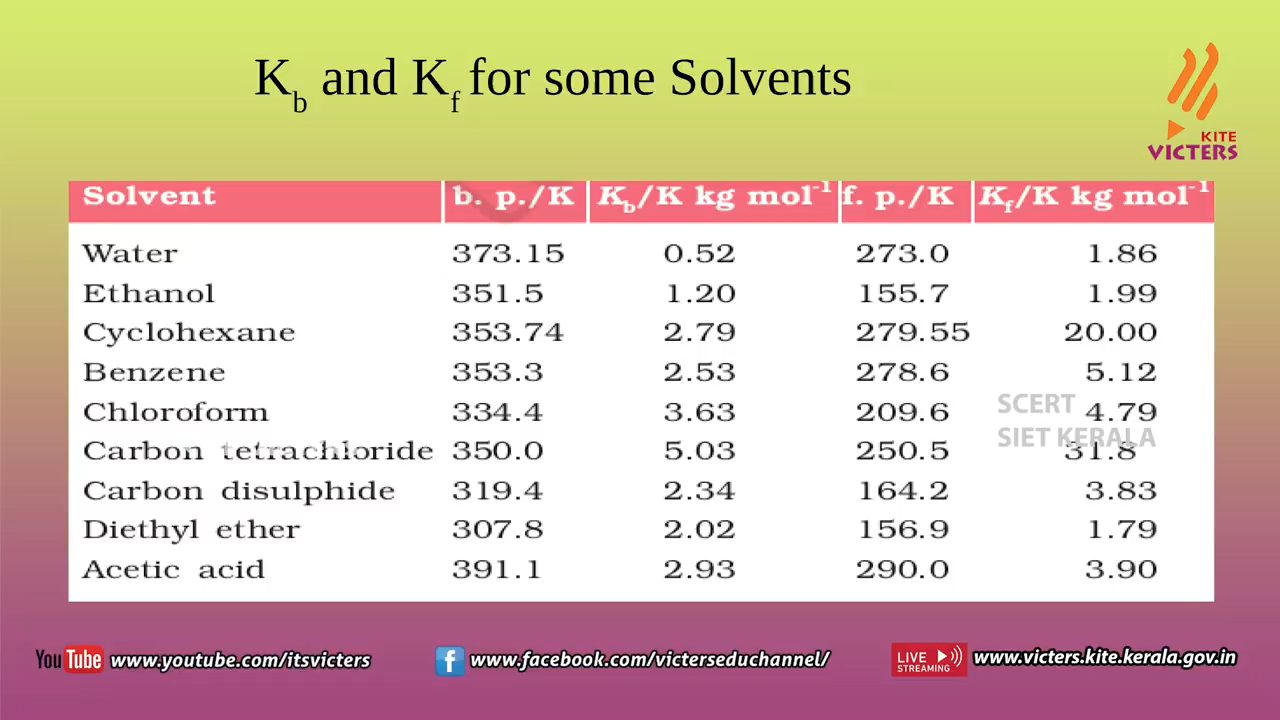 K_b and K_f for some Solvents
KITE
VICTERS
Solvent b. p./K K_b/K kg mol⁻¹ f. p./K K_f/K kg mol⁻¹
Water 373.15 0.52 273.0 1.86
Ethanol 351.5 1.20 155.7 1.99
Cyclohexane 353.74 2.79 279.55 20.00
Benzene 353.3 2.53 278.6 5.12
Chloroform 334.4 3.63 209.6 4.79
Carbon tetrachloride 350.0 5.03 250.5 31.8
Carbon disulphide 319.4 2.34 164.2 3.83
Diethyl ether 307.8 2.02 156.9 1.79
Acetic acid 391.1 2.93 290.0 3.90
SCERT
SIET KERALA
YouTube www.youtube.com/itsvicters
f www.facebook.com/victerseduchannel/
LIVE STREAMING www.victers.kite.kerala.gov.in